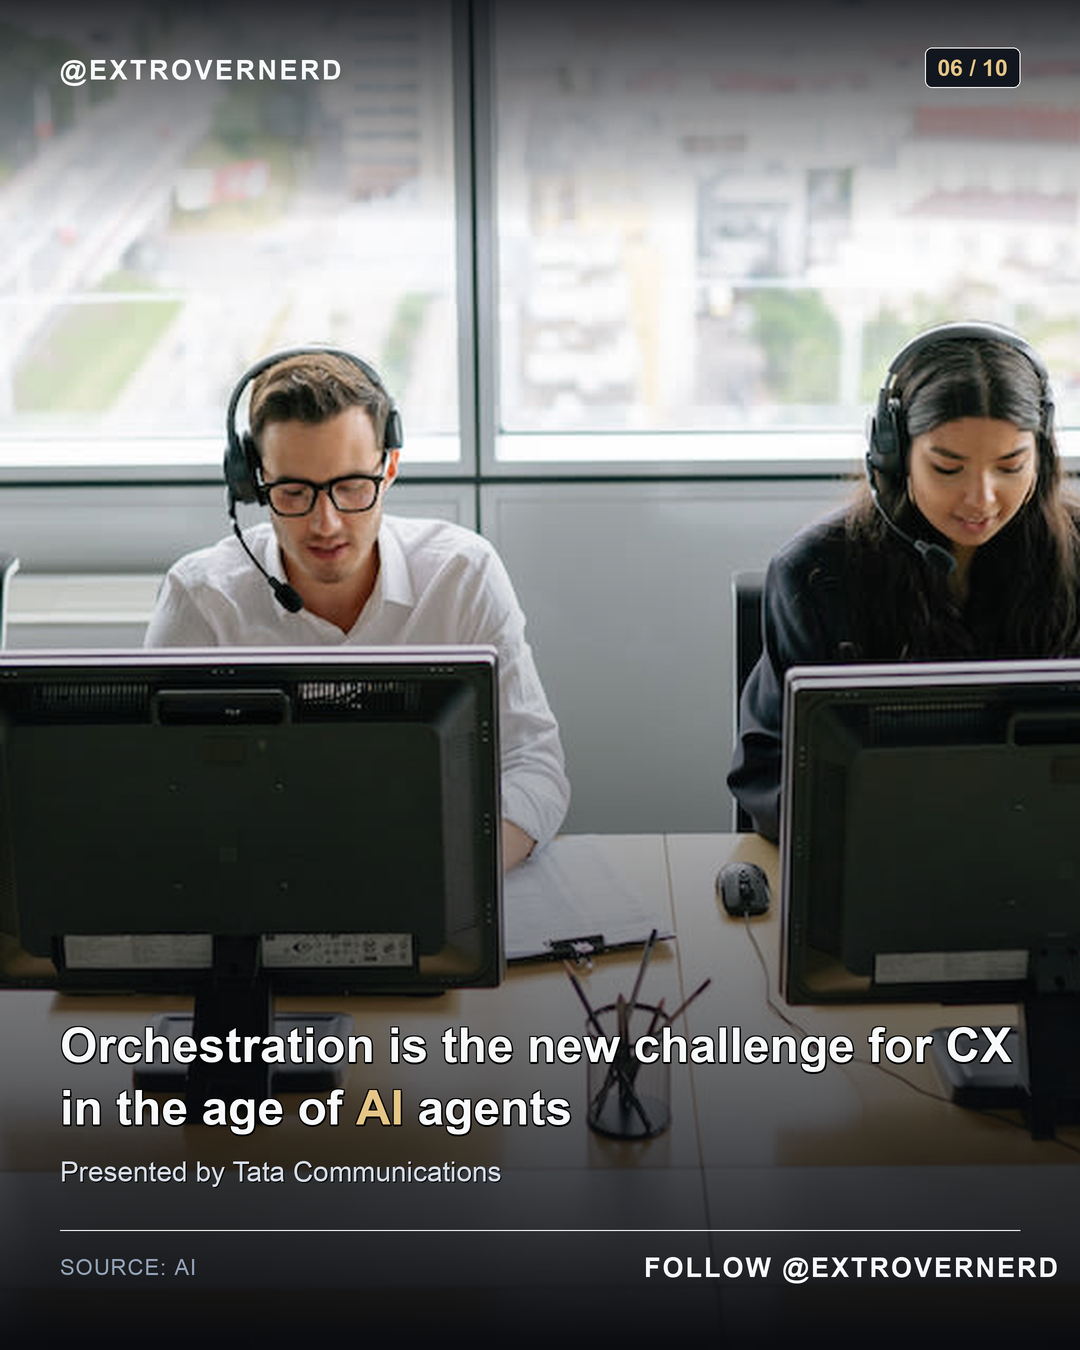 @EXTROVERNERD
06 / 10
Orchestration is the new challenge for CX
in the age of AI agents
Presented by Tata Communications
SOURCE: AI
FOLLOW @EXTROVERNERD